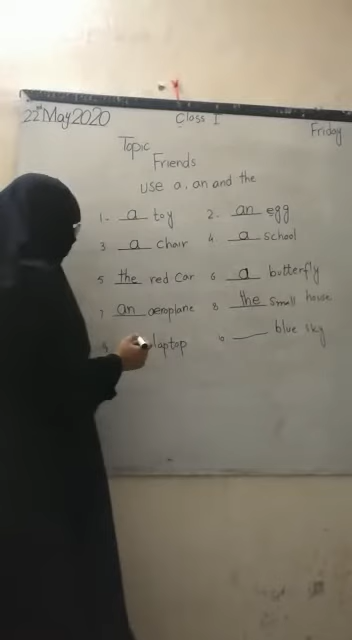 22nd May 2020 Class I Friday
Topic
Friends
use a, an and the
1. a toy 2. an egg
3 a chair 4. a school
5 the red car 6 a butterfly
7 an aeroplane 8 the small house
9 laptop ___ blue sky